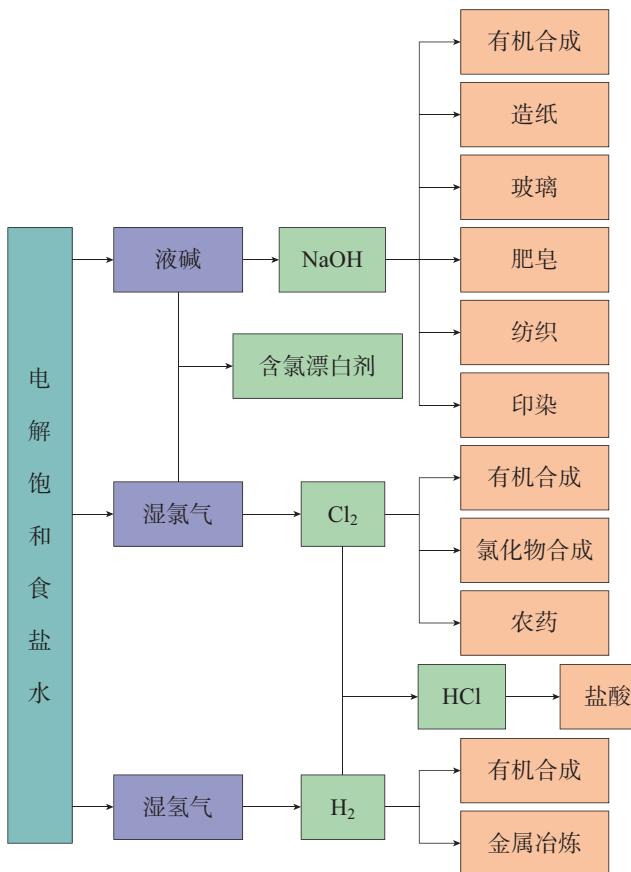 电解饱和食盐水
液碱
NaOH
有机合成
造纸
玻璃
肥皂
纺织
印染
含氯漂白剂
湿氯气
Cl₂
有机合成
氯化物合成
农药
HCl
盐酸
湿氢气
H₂
有机合成
金属冶炼